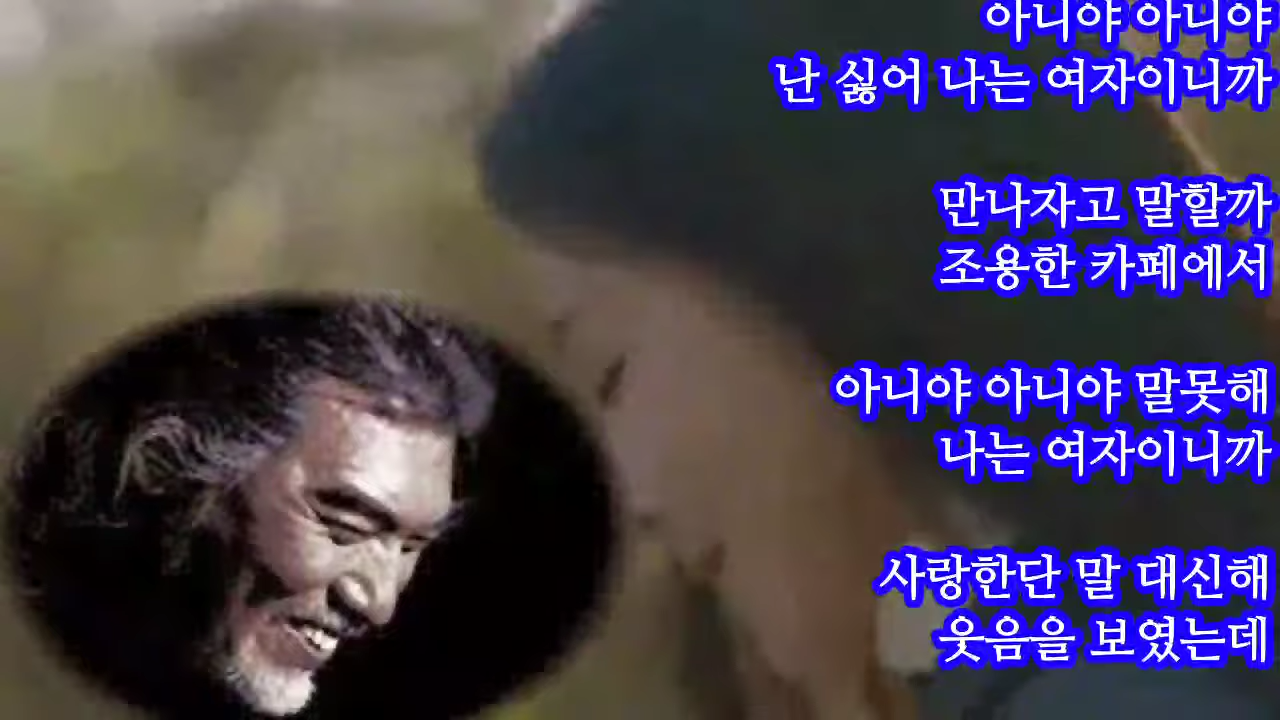 아니야 아니야
난 싫어 나는 여자이니까
만나자고 말할까
조용한 카페에서
아니야 아니야 말못해
나는 여자이니까
사랑한단 말 대신해
웃음을 보였는데